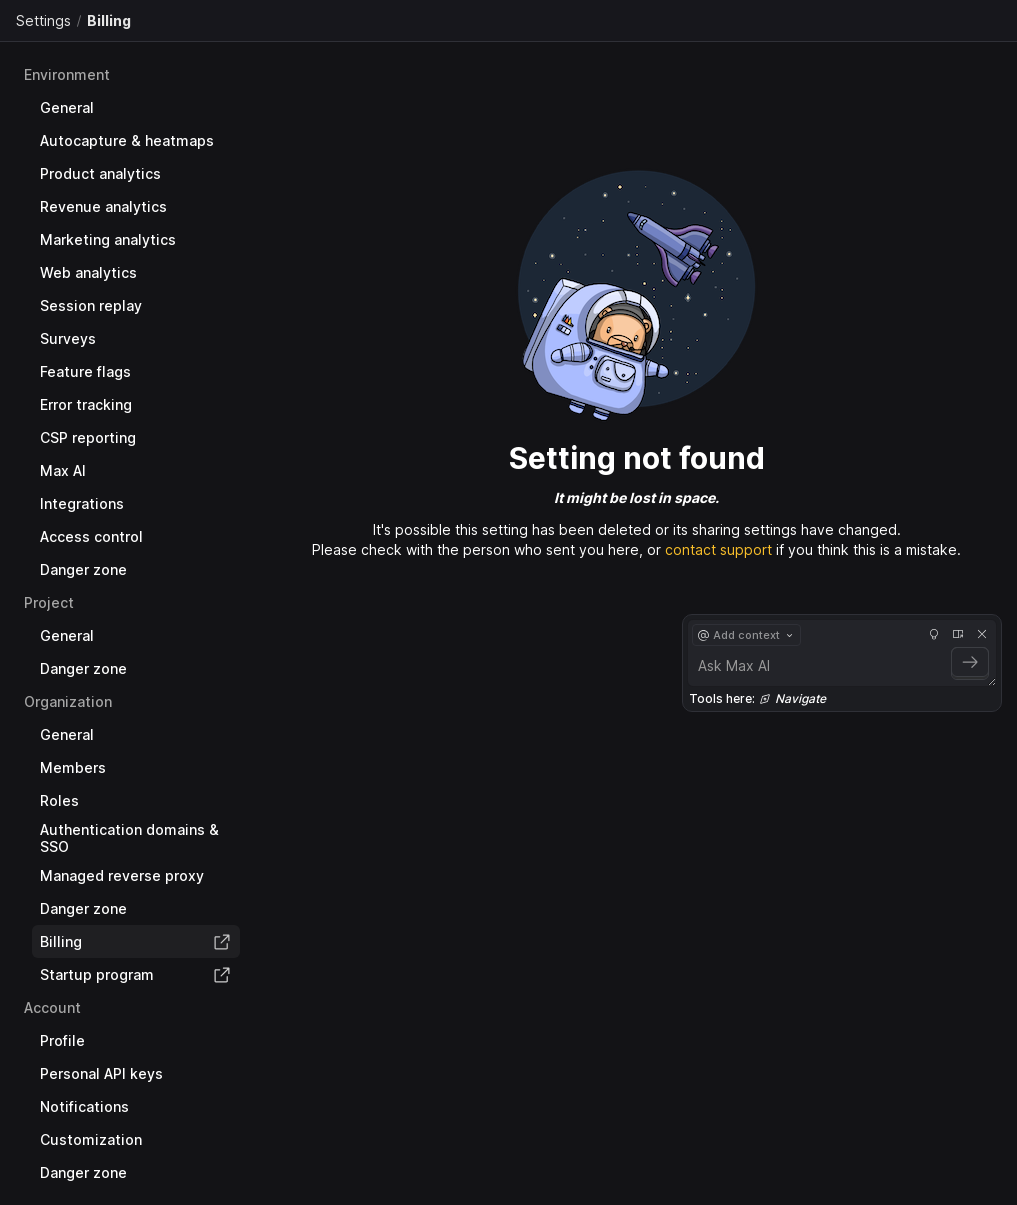 Settings / Billing
Environment
General
Autocapture & heatmaps
Product analytics
Revenue analytics
Marketing analytics
Web analytics
Session replay
Surveys
Feature flags
Error tracking
CSP reporting
Max AI
Integrations
Access control
Danger zone
Project
General
Danger zone
Organization
General
Members
Roles
Authentication domains &
SSO
Managed reverse proxy
Danger zone
Billing
Startup program
Account
Profile
Personal API keys
Notifications
Customization
Danger zone
Setting not found
It might be lost in space.
It's possible this setting has been deleted or its sharing settings have changed.
Please check with the person who sent you here, or contact support if you think this is a mistake.
@ Add context
Ask Max AI
Tools here: Navigate